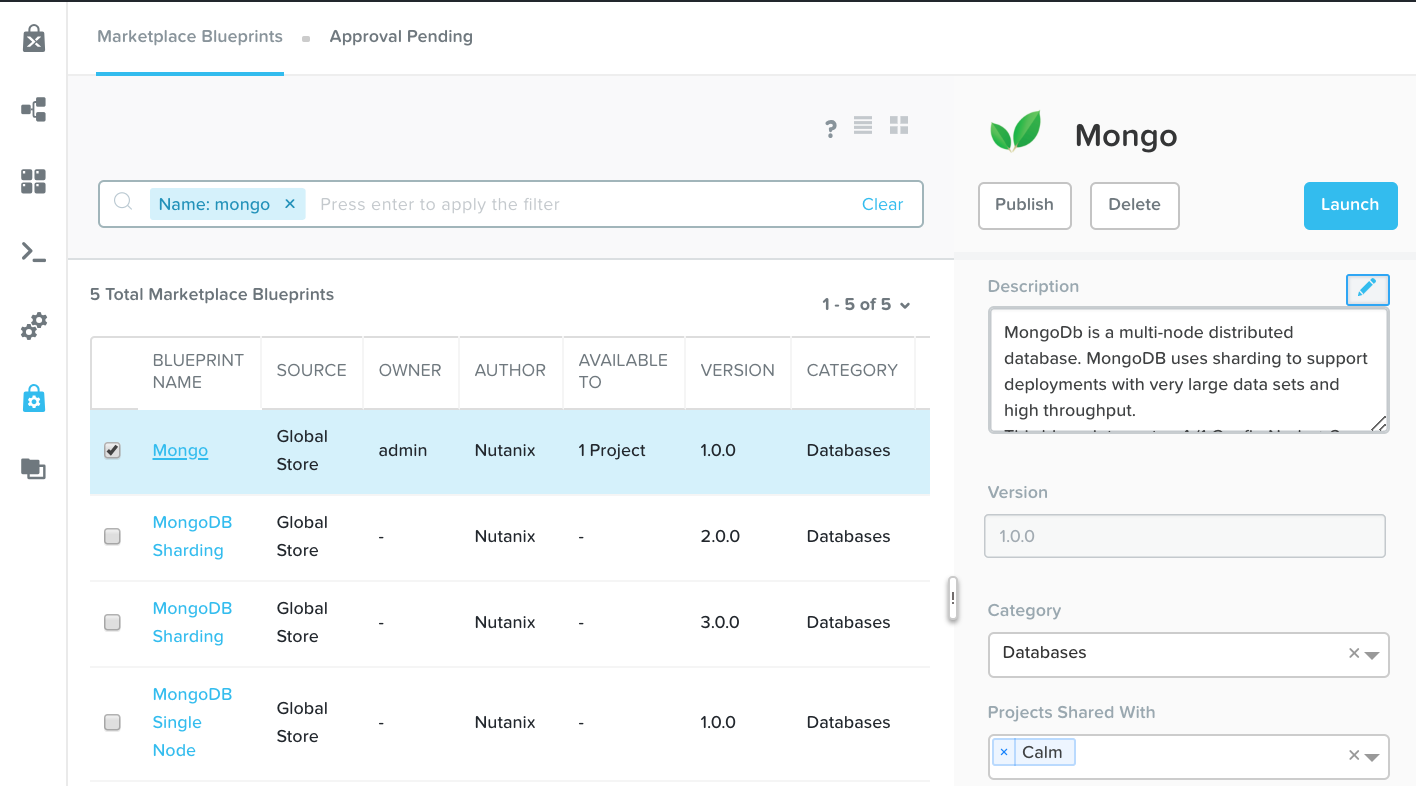 Marketplace Blueprints
Approval Pending
?
Name: mongo ×
Press enter to apply the filter
Clear
5 Total Marketplace Blueprints
1 - 5 of 5
BLUEPRINT NAME
SOURCE
OWNER
AUTHOR
AVAILABLE TO
VERSION
CATEGORY
Mongo
Global Store
admin
Nutanix
1 Project
1.0.0
Databases
MongoDB Sharding
Global Store
-
Nutanix
-
2.0.0
Databases
MongoDB Sharding
Global Store
-
Nutanix
-
3.0.0
Databases
MongoDB Single Node
Global Store
-
Nutanix
-
1.0.0
Databases
Mongo
Publish
Delete
Launch
Description
MongoDb is a multi-node distributed
database. MongoDB uses sharding to support
deployments with very large data sets and
high throughput.
Version
1.0.0
Category
Databases
Projects Shared With
× Calm